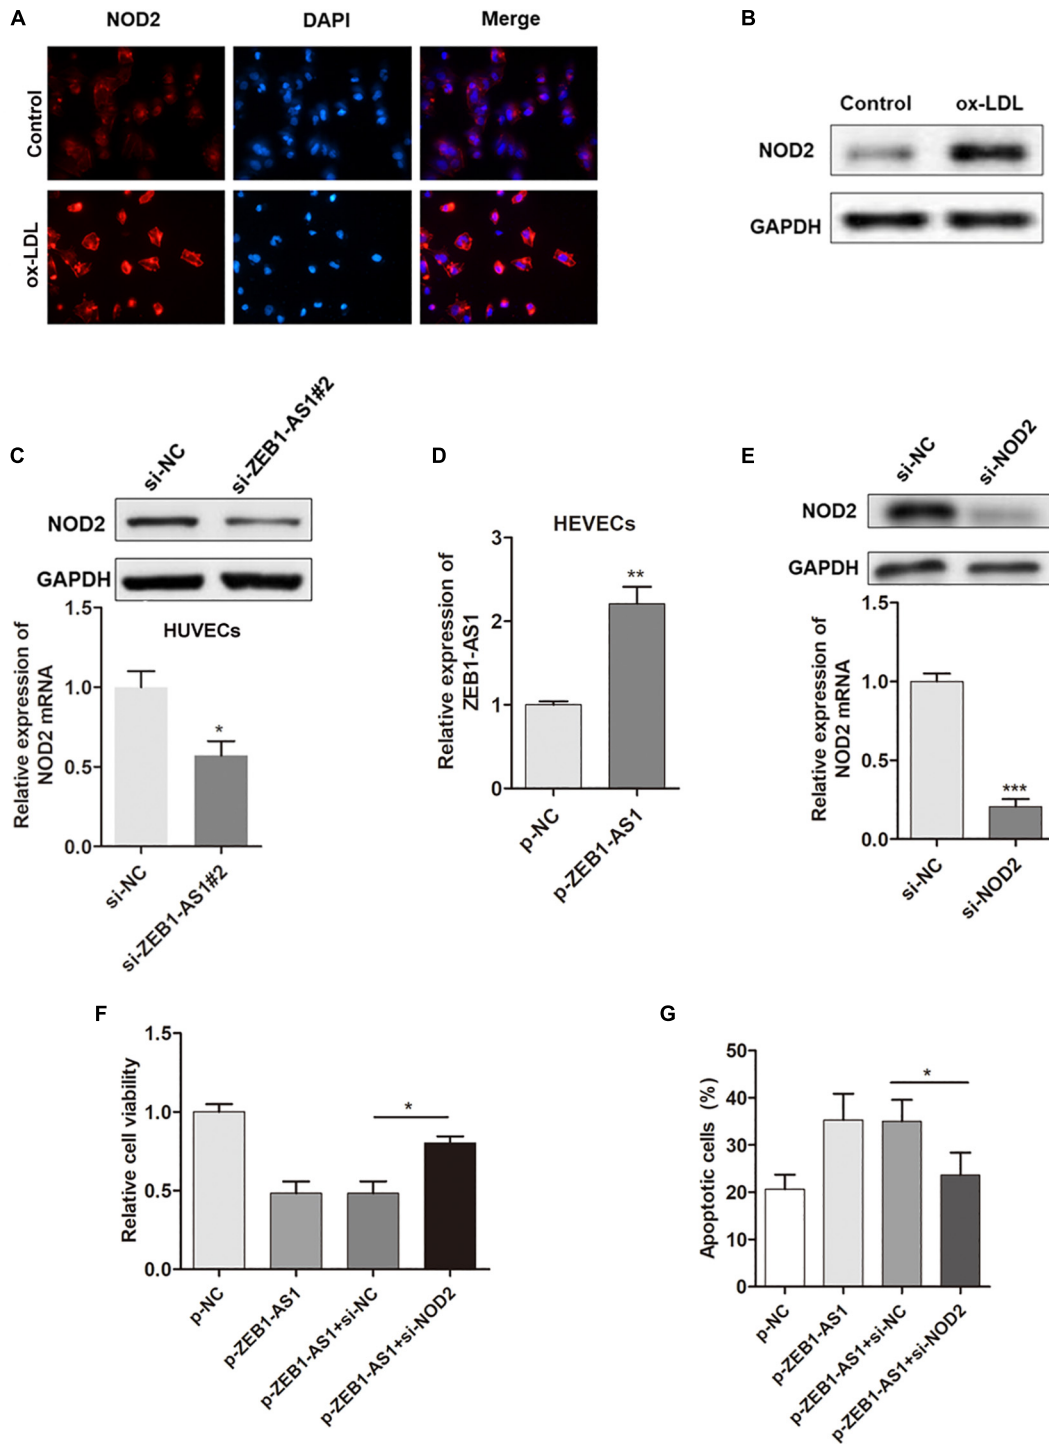 A
NOD2 DAPI Merge
Control
ox-LDL
B
Control ox-LDL
NOD2
GAPDH
C
si-NC si-ZEB1-AS1#2
NOD2
GAPDH
HUVECs
Relative expression of
NOD2 mRNA
1.5
1.0
0.5
0.0
*
si-NC si-ZEB1-AS1#2
D
HEVECs
Relative expression of
ZEB1-AS1
3
2
1
0
**
p-NC p-ZEB1-AS1
E
si-NC si-NOD2
NOD2
GAPDH
Relative expression of
NOD2 mRNA
1.5
1.0
0.5
0.0
***
si-NC si-NOD2
F
Relative cell viability
1.5
1.0
0.5
0.0
*
p-NC p-ZEB1-AS1 p-ZEB1-AS1+si-NC p-ZEB1-AS1+si-NOD2
G
Apoptotic cells (%)
50
40
30
20
10
0
*
p-NC p-ZEB1-AS1 p-ZEB1-AS1+si-NC p-ZEB1-AS1+si-NOD2